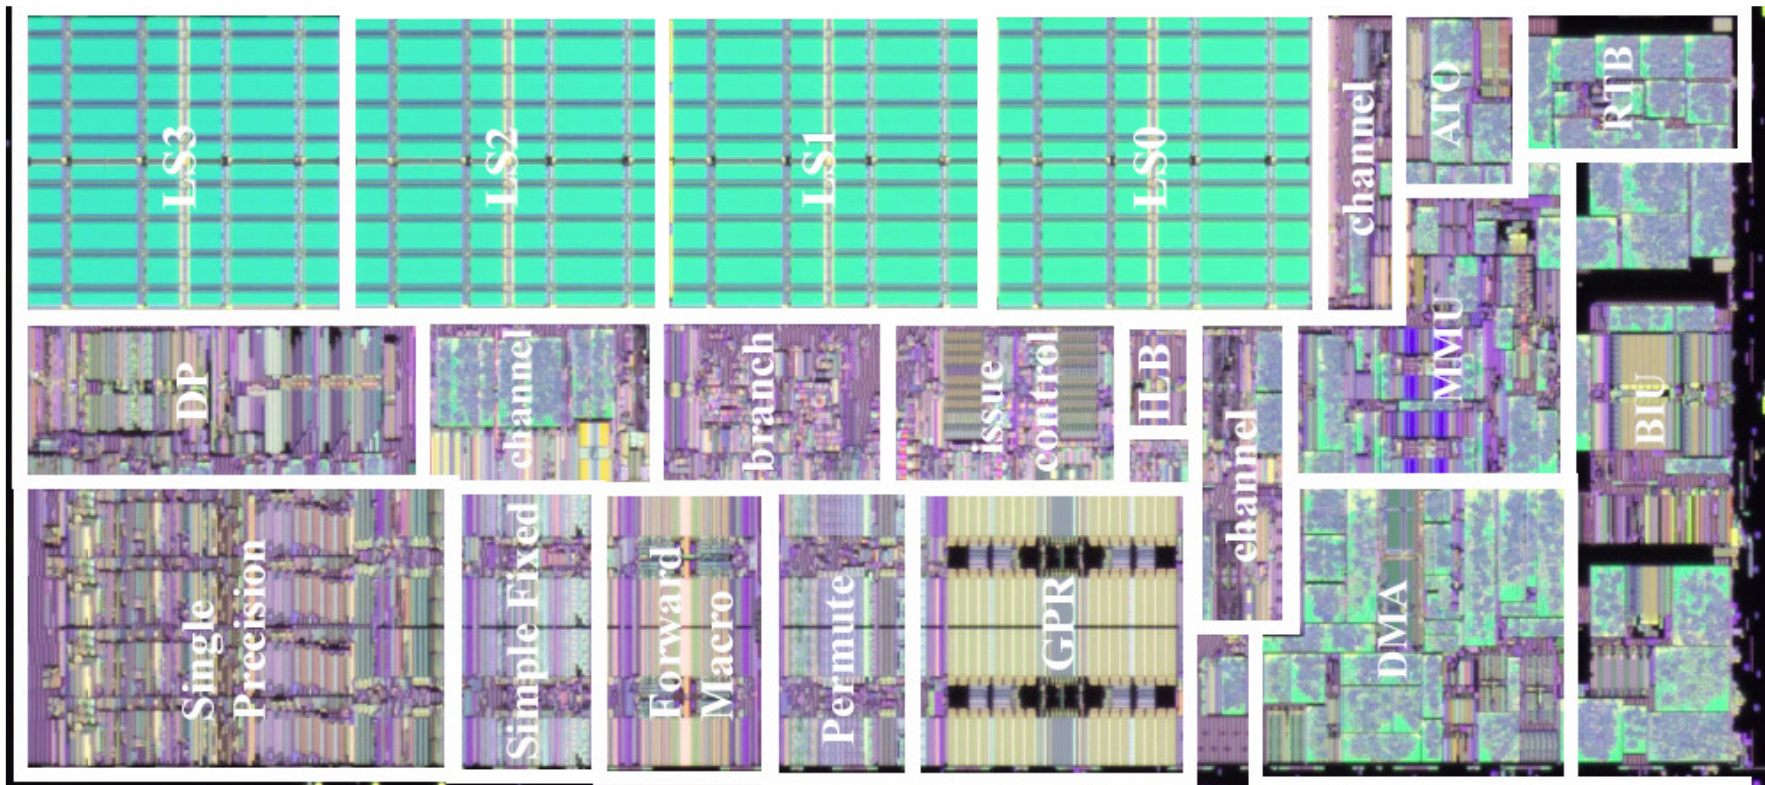 LS3
LS2
LS1
LS0
channel
ATO
RTB
DP
channel
branch
issue
control
ILB
channel
MMU
BIU
Single
Precision
Simple Fixed
Forward
Macro
Permute
GPR
DMA